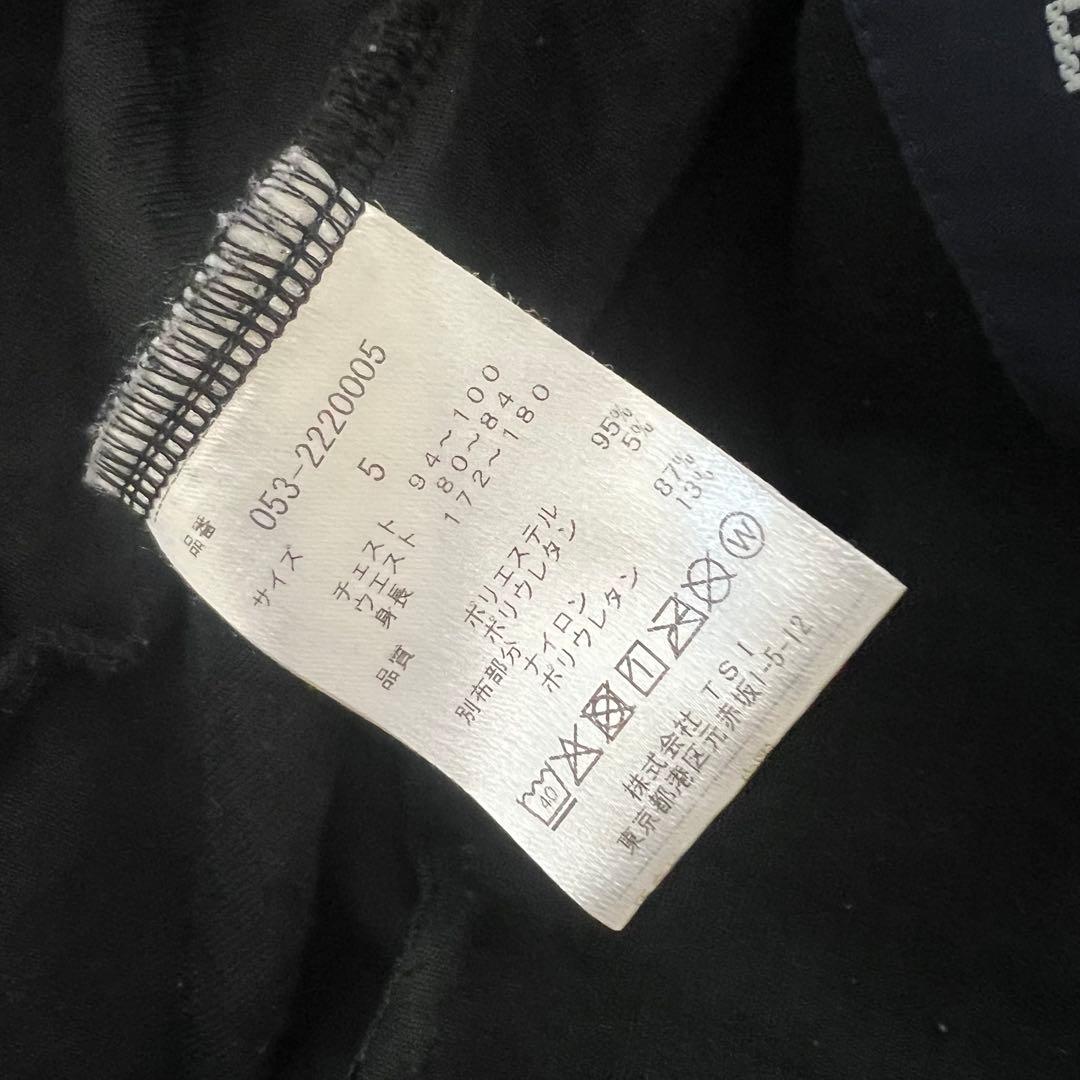 品番 053-2220005
サイズ 5
チェスト 94~100
ウエスト 80~84
身長 172~180
品質
ポリエステル 95%
ポリウレタン 5%
別布部分
ナイロン 87%
ポリウレタン 13%
40 W
株式会社 TSI
東京都港区元赤坂1-5-12